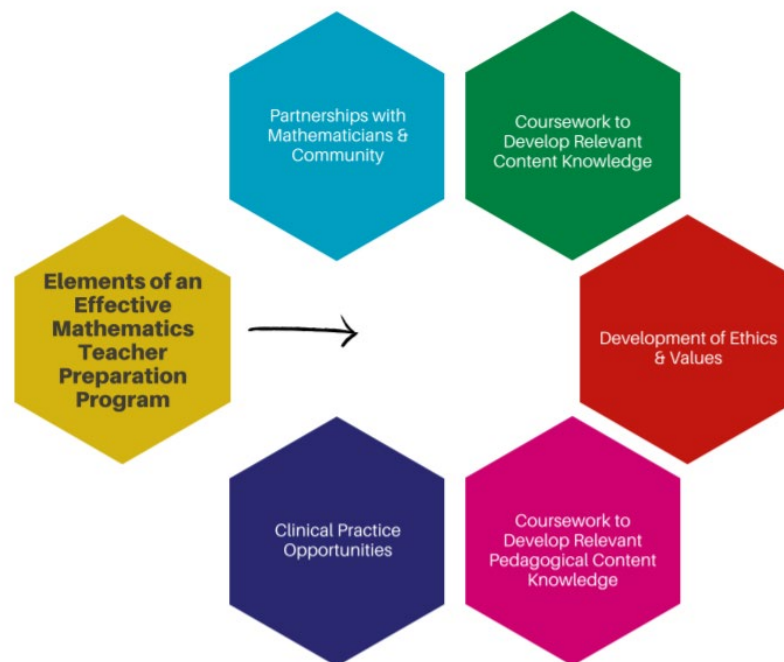 Partnerships with
Mathematicians &
Community
Coursework to
Develop Relevant
Content Knowledge
Elements of an
Effective
Mathematics
Teacher
Preparation
Program
Development of Ethics
& Values
Clinical Practice
Opportunities
Coursework to
Develop Relevant
Pedagogical Content
Knowledge